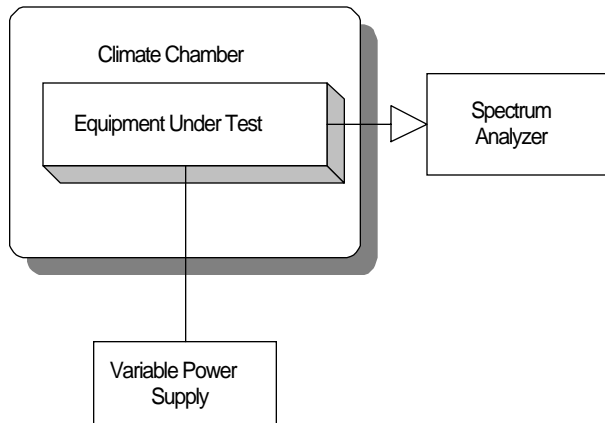 Climate Chamber
Equipment Under Test
Spectrum
Analyzer
Variable Power
Supply